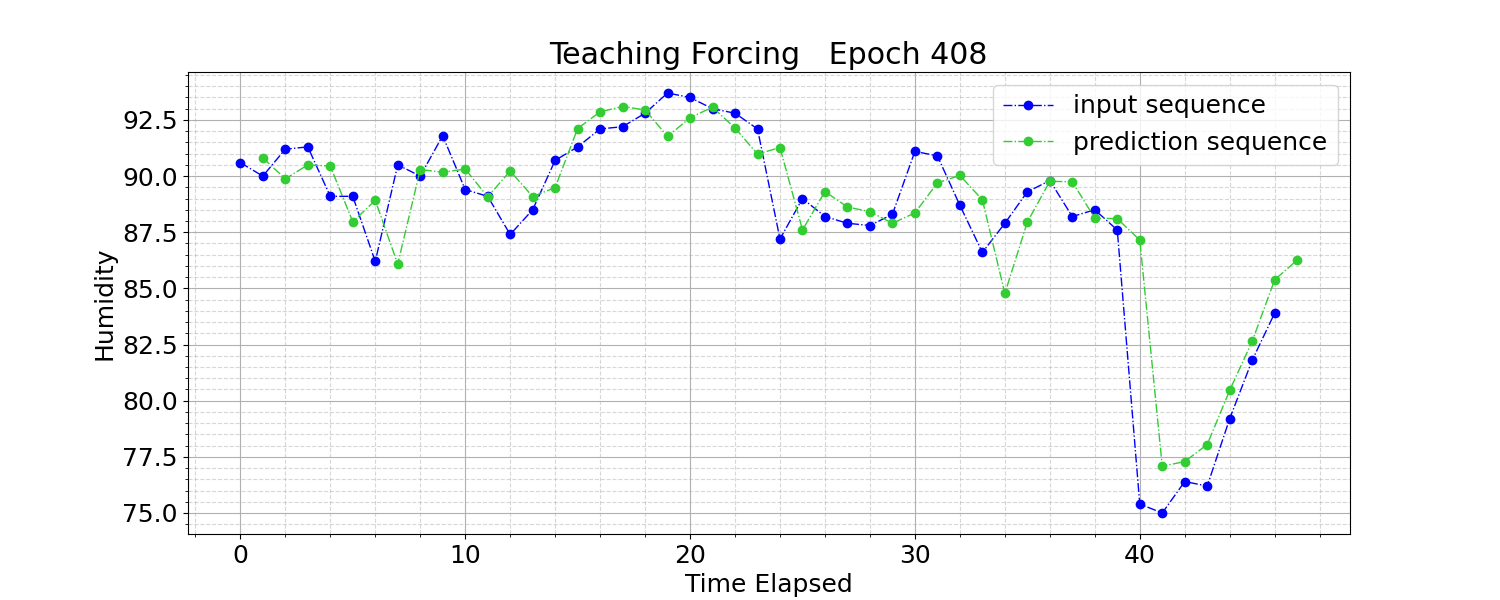 Teaching Forcing   Epoch 408
input sequence
prediction sequence
Humidity
92.5
90.0
87.5
85.0
82.5
80.0
77.5
75.0
0 10 20 30 40
Time Elapsed